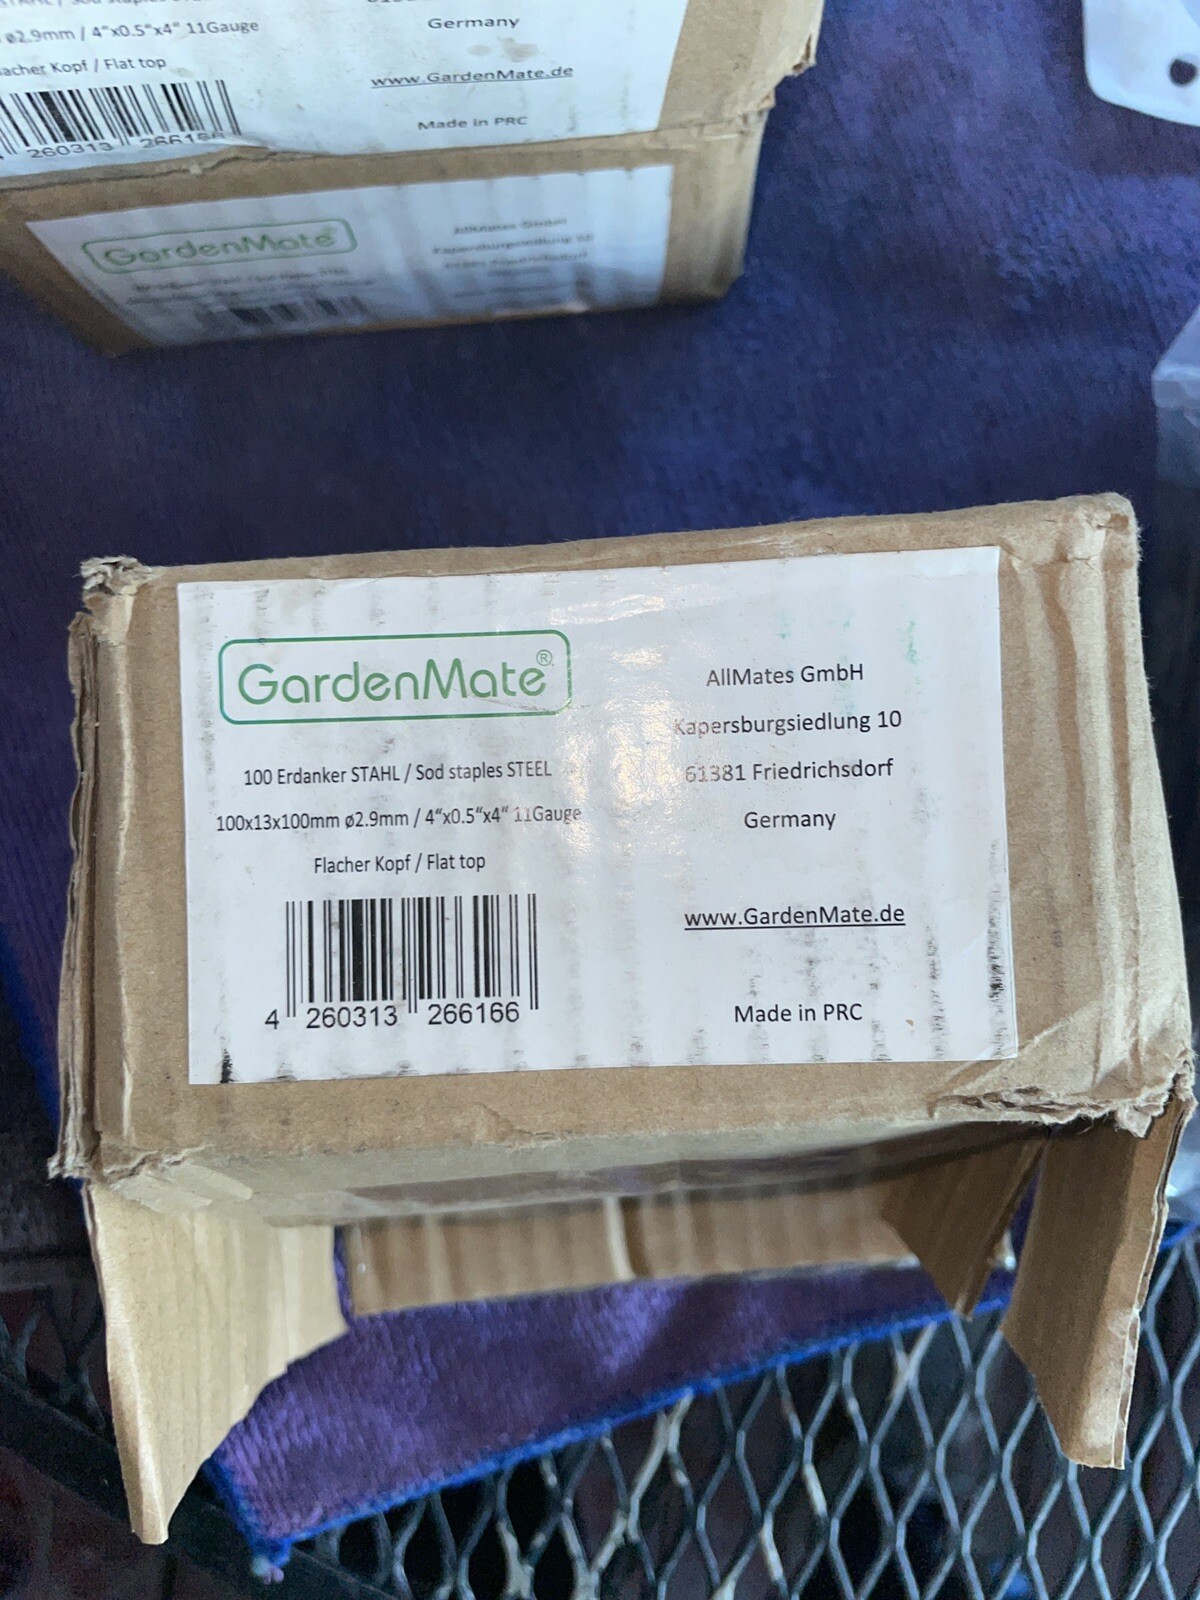 ø2.9mm / 4"x0.5"x4" 11Gauge
Kopf / Flat top
260313
Germany
www.GardenMate.de
Made in PRC
GardenMate
GardenMate®
100 Erdanker STAHL / Sod staples STEEL
100x13x100mm ø2.9mm / 4“x0.5“x4“ 11Gauge
Flacher Kopf / Flat top
4 260313 266166
AllMates GmbH
Kapersburgsiedlung 10
61381 Friedrichsdorf
Germany
www.GardenMate.de
Made in PRC